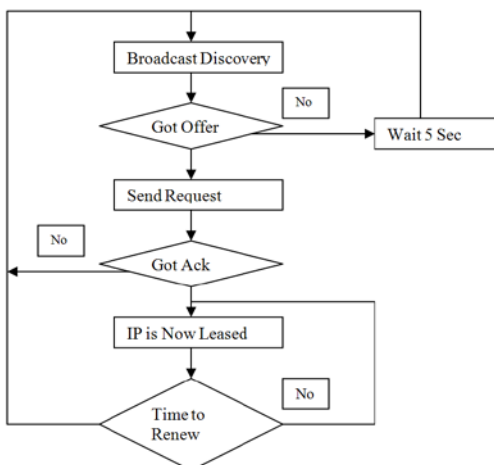 Broadcast Discovery
No
Got Offer
Wait 5 Sec
Send Request
No
Got Ack
IP is Now Leased
No
Time to
Renew